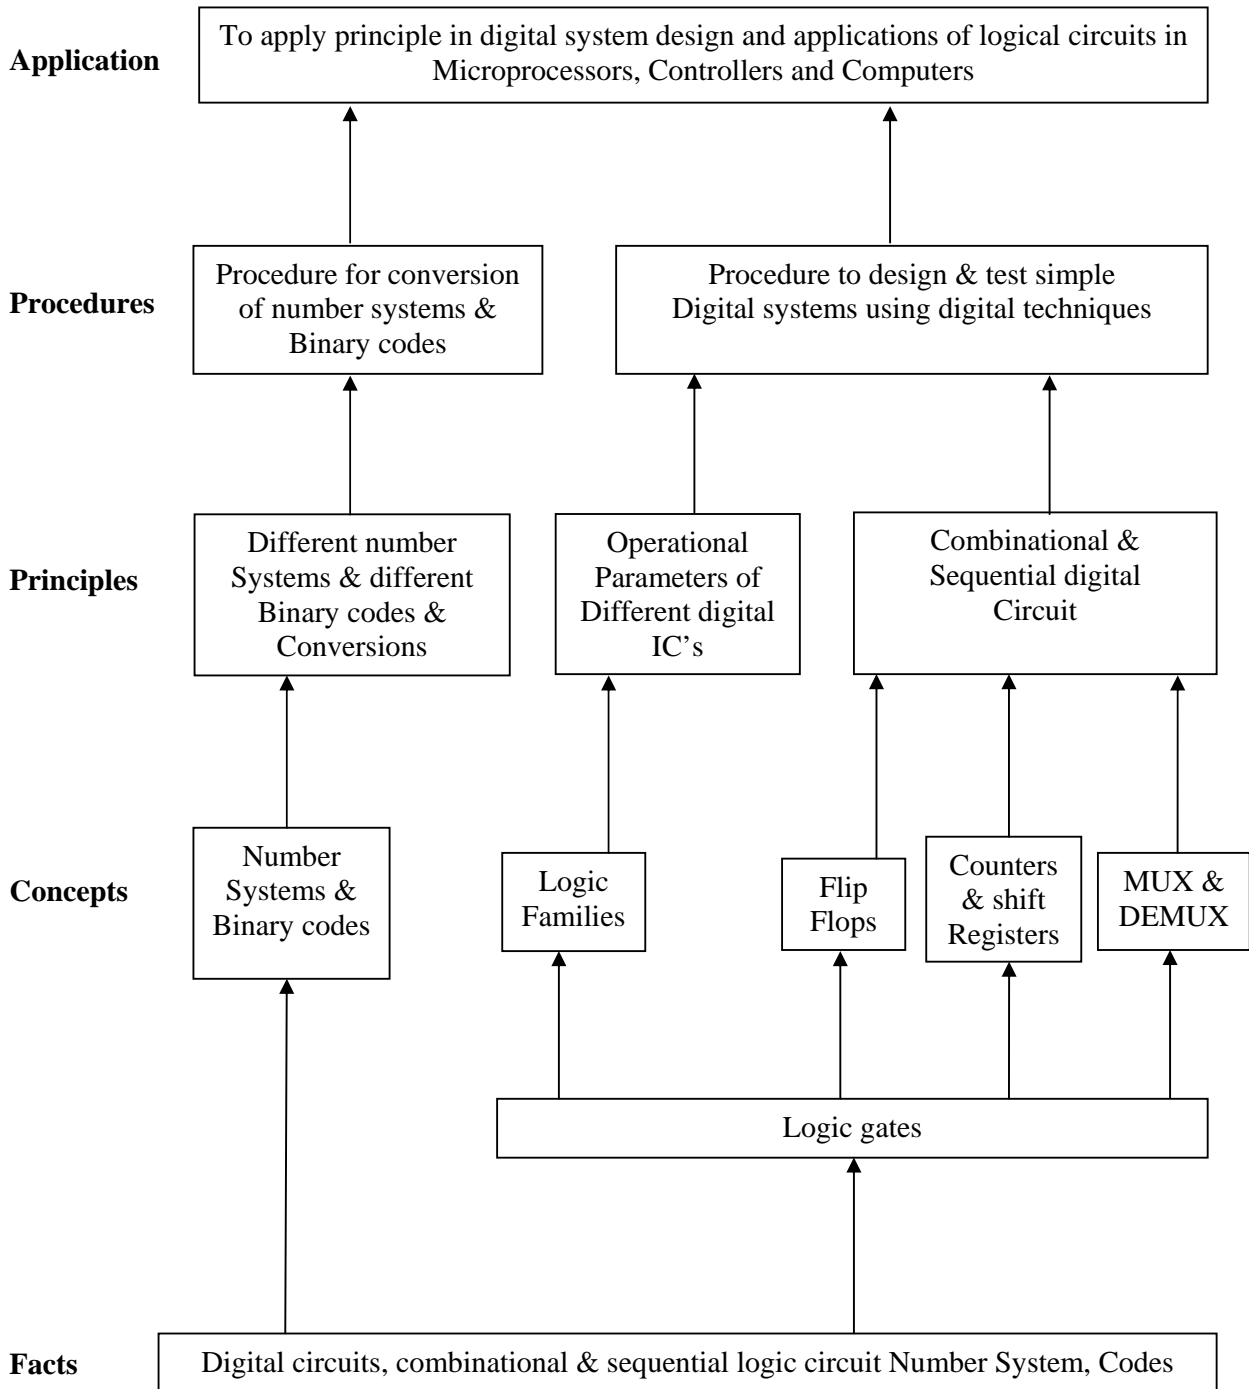 Application
To apply principle in digital system design and applications of logical circuits in
Microprocessors, Controllers and Computers
Procedures
Procedure for conversion
of number systems &
Binary codes
Procedure to design & test simple
Digital systems using digital techniques
Principles
Different number
Systems & different
Binary codes &
Conversions
Operational
Parameters of
Different digital
IC’s
Combinational &
Sequential digital
Circuit
Concepts
Number
Systems &
Binary codes
Logic
Families
Flip
Flops
Counters
& shift
Registers
MUX &
DEMUX
Logic gates
Facts
Digital circuits, combinational & sequential logic circuit Number System, Codes